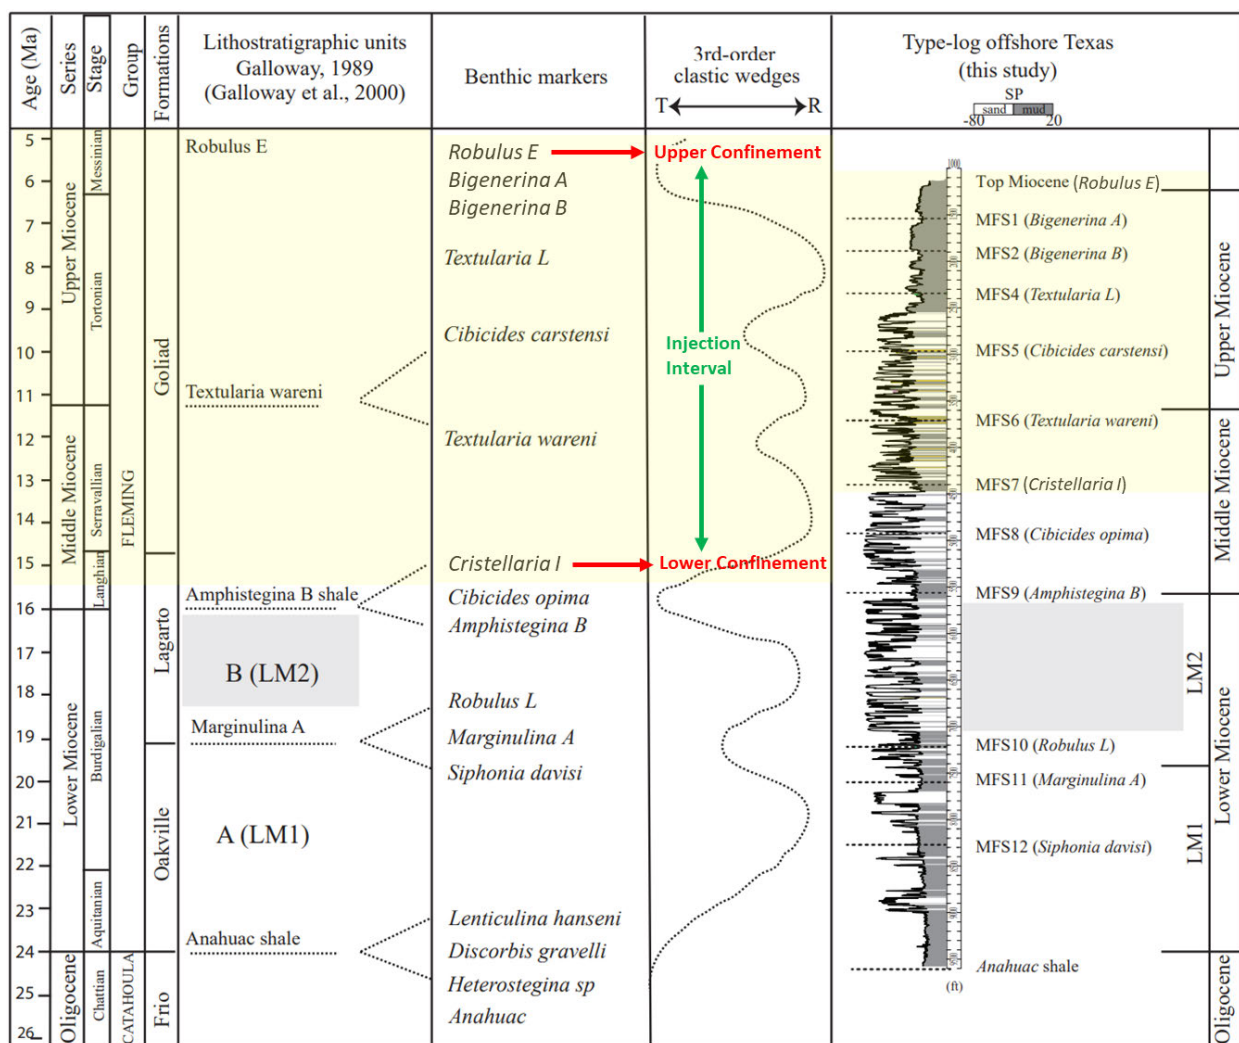 Age (Ma)
Series
Stage
Group
Formations
Lithostratigraphic units
Galloway, 1989
(Galloway et al., 2000)
Benthic markers
3rd-order
clastic wedges
T
R
Type-log offshore Texas
(this study)
SP
sand mud
-80 20
5
6
7
8
9
10
11
12
13
14
15
16
17
18
19
20
21
22
23
24
25
26
Upper Miocene
Middle Miocene
Lower Miocene
Oligocene
Messinian
Tortonian
Serravallian
Langhian
Burdigalian
Aquitanian
Chattian
FLEMING
CATAHOULA
Goliad
Lagarto
Oakville
Frio
Robulus E
Textularia wareni
Amphistegina B shale
B (LM2)
Marginulina A
A (LM1)
Anahuac shale
Robulus E
Bigenerina A
Bigenerina B
Textularia L
Cibicides carstensi
Textularia wareni
Cristellaria I
Cibicides opima
Amphistegina B
Robulus L
Marginulina A
Siphonia davisi
Lenticulina hanseni
Discorbis gravelli
Heterostegina sp
Anahuac
Upper Confinement
Injection
Interval
Lower Confinement
1000
(ft)
Top Miocene (Robulus E)
MFS1 (Bigenerina A)
MFS2 (Bigenerina B)
MFS4 (Textularia L)
MFS5 (Cibicides carstensi)
MFS6 (Textularia wareni)
MFS7 (Cristellaria I)
MFS8 (Cibicides opima)
MFS9 (Amphistegina B)
MFS10 (Robulus L)
MFS11 (Marginulina A)
MFS12 (Siphonia davisi)
Anahuac shale
LM2
LM1
Upper Miocene
Middle Miocene
Lower Miocene
Oligocene